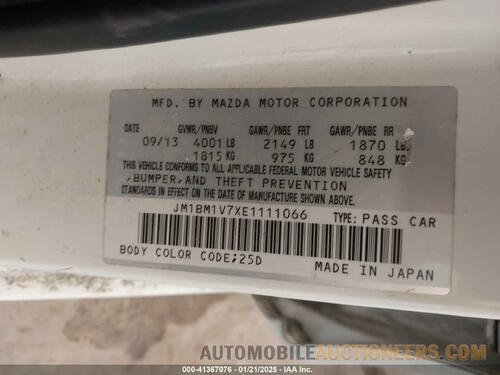 MFD. BY MAZDA MOTOR CORPORATION
DATE GVWR/PNBV GAWR/PNBE FRT GAWR/PNBE RR
09/13 4001 LB 2149 LB 1870 LB
1815 KG 975 KG 848 KG
THIS VEHICLE CONFORMS TO ALL APPLICABLE FEDERAL MOTOR VEHICLE SAFETY
,BUMPER,AND THEFT PREVENTION
STANDARDS IN EFFECT ON THE DATE OF MANUFACTURE SHOWN ABOVE.
JM1BM1V7XE1111066 TYPE: PASS CAR
BODY COLOR CODE;25D
MADE IN JAPAN
AUTOMOBILEAUCTIONSUNITEDSTATES.COM
000-41367076 — 01/21/2025 — IAA Inc.